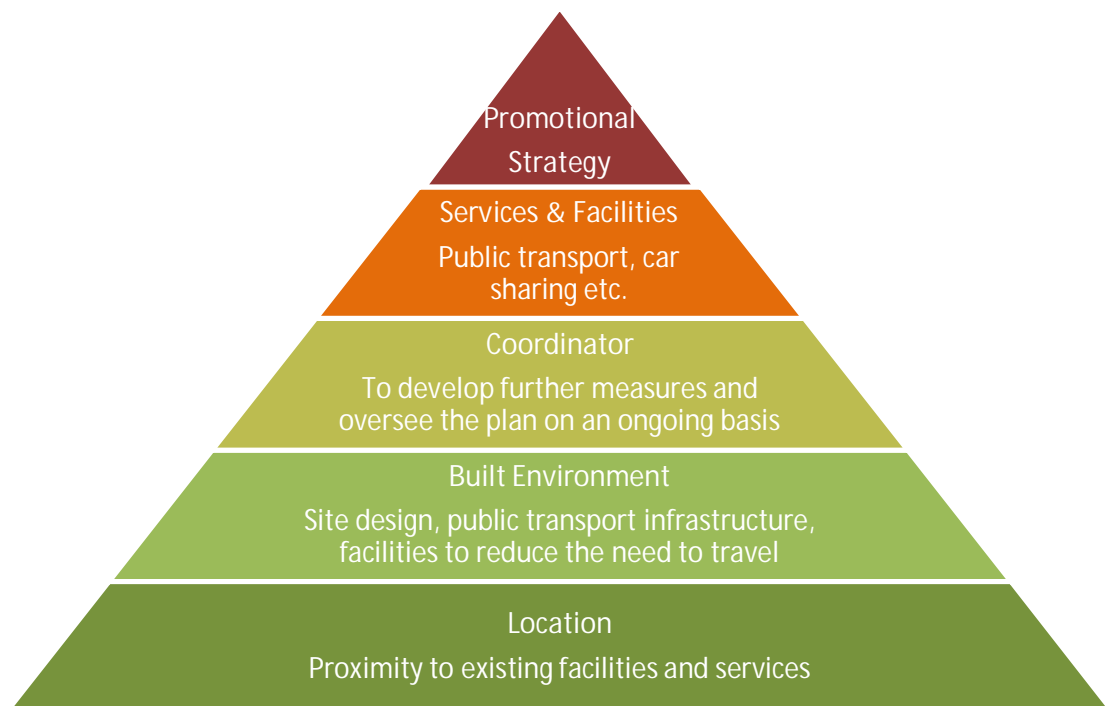 Promotional
Strategy
Services & Facilities
Public transport, car
sharing etc.
Coordinator
To develop further measures and
oversee the plan on an ongoing basis
Built Environment
Site design, public transport infrastructure,
facilities to reduce the need to travel
Location
Proximity to existing facilities and services